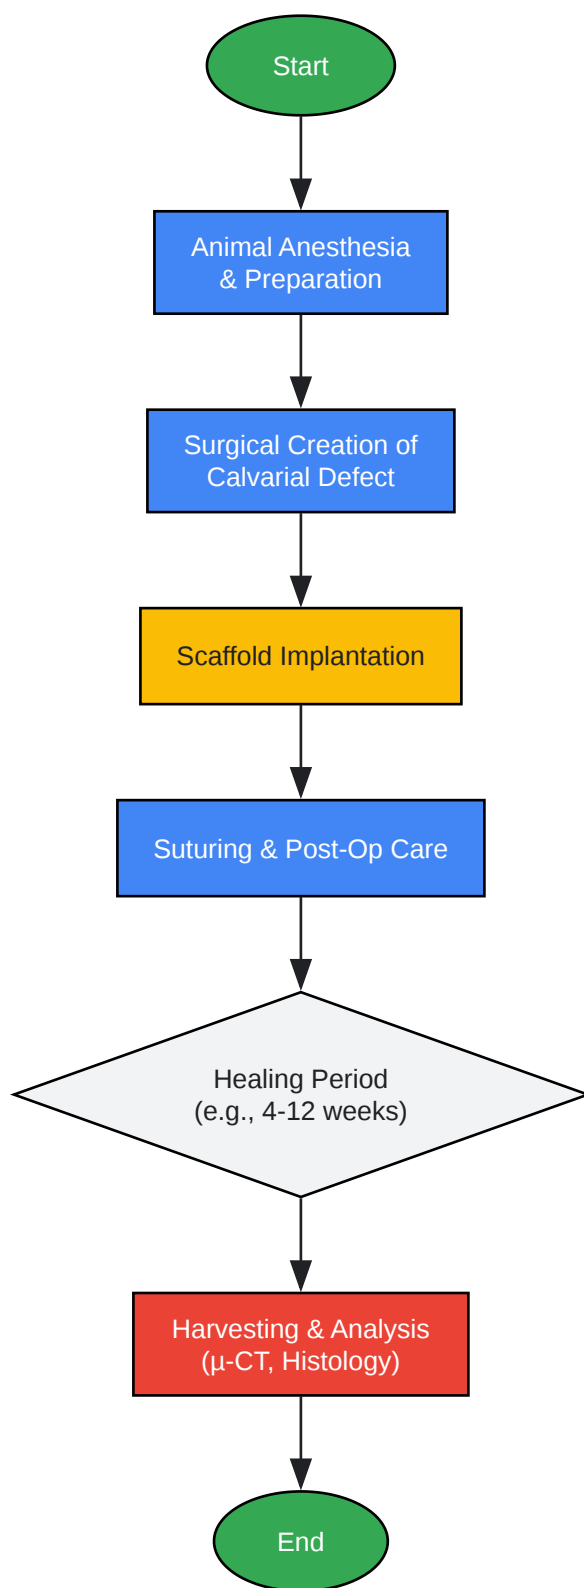 Start
Animal Anesthesia
& Preparation
Surgical Creation of
Calvarial Defect
Scaffold Implantation
Suturing & Post-Op Care
Healing Period
(e.g., 4-12 weeks)
Harvesting & Analysis
(µ-CT, Histology)
End